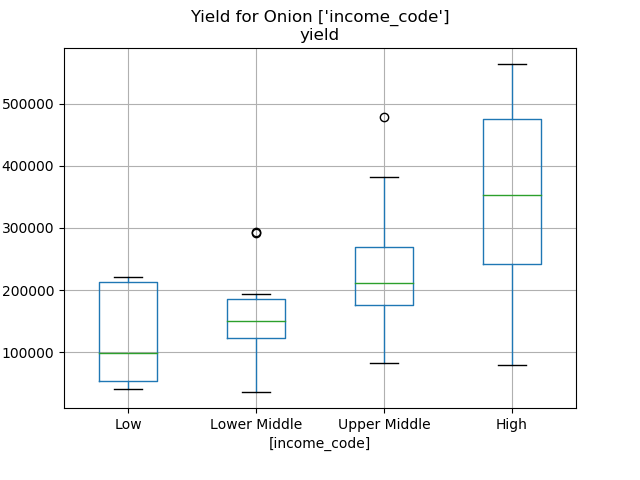 Yield for Onion ['income_code']
yield
500000
400000
300000
200000
100000
Low Lower Middle Upper Middle High
[income_code]